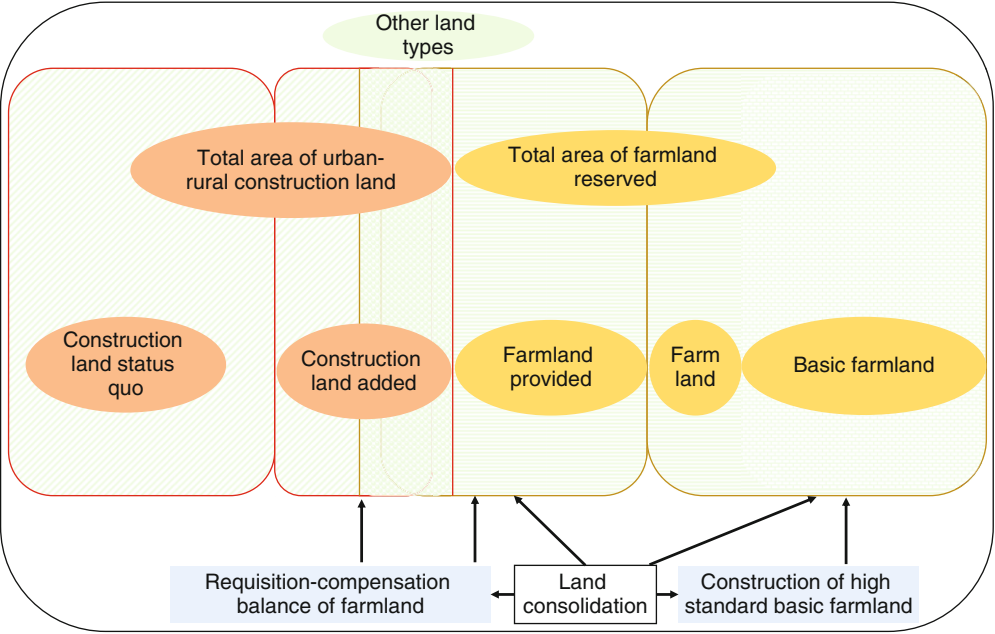 Other land
types
Total area of urban-
rural construction land
Total area of farmland
reserved
Construction
land status
quo
Construction
land added
Farmland
provided
Farm
land
Basic farmland
Requisition-compensation
balance of farmland
Land
consolidation
Construction of high
standard basic farmland